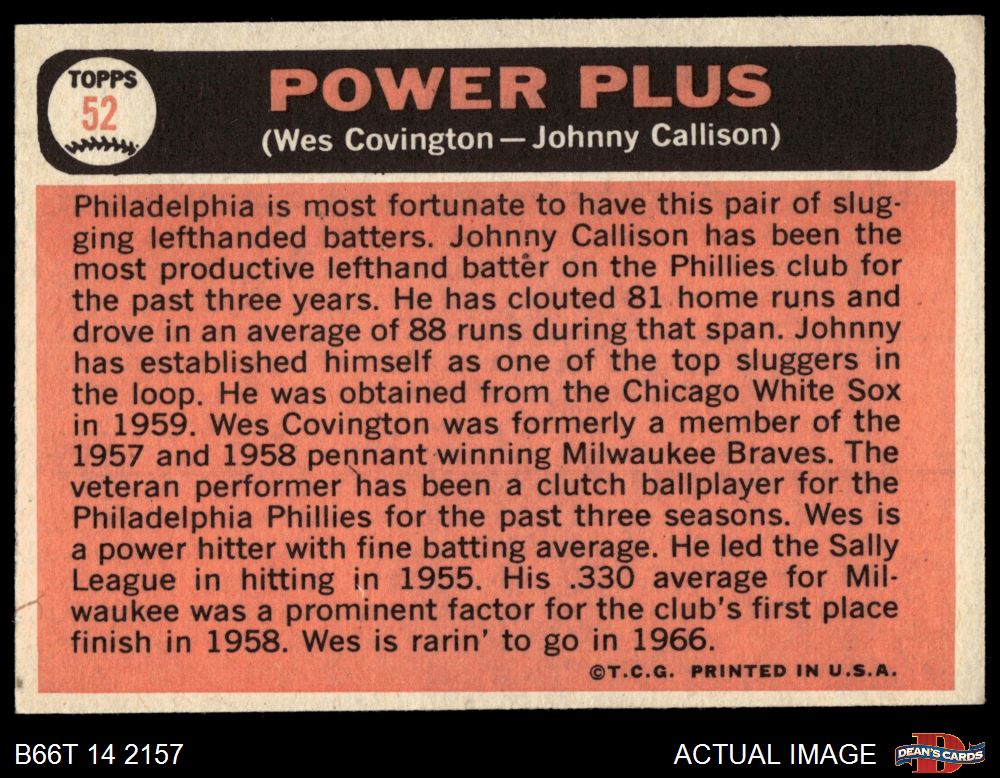 TOPPS
52
POWER PLUS
(Wes Covington — Johnny Callison)
Philadelphia is most fortunate to have this pair of slug-
ging lefthanded batters. Johnny Callison has been the
most productive lefthand batter on the Phillies club for
the past three years. He has clouted 81 home runs and
drove in an average of 88 runs during that span. Johnny
has established himself as one of the top sluggers in
the loop. He was obtained from the Chicago White Sox
in 1959. Wes Covington was formerly a member of the
1957 and 1958 pennant winning Milwaukee Braves. The
veteran performer has been a clutch ballplayer for the
Philadelphia Phillies for the past three seasons. Wes is
a power hitter with fine batting average. He led the Sally
League in hitting in 1955. His .330 average for Mil-
waukee was a prominent factor for the club's first place
finish in 1958. Wes is rarin' to go in 1966.
©T.C.G. PRINTED IN U.S.A.
B66T 14 2157
ACTUAL IMAGE
D
DEAN'S CARDS